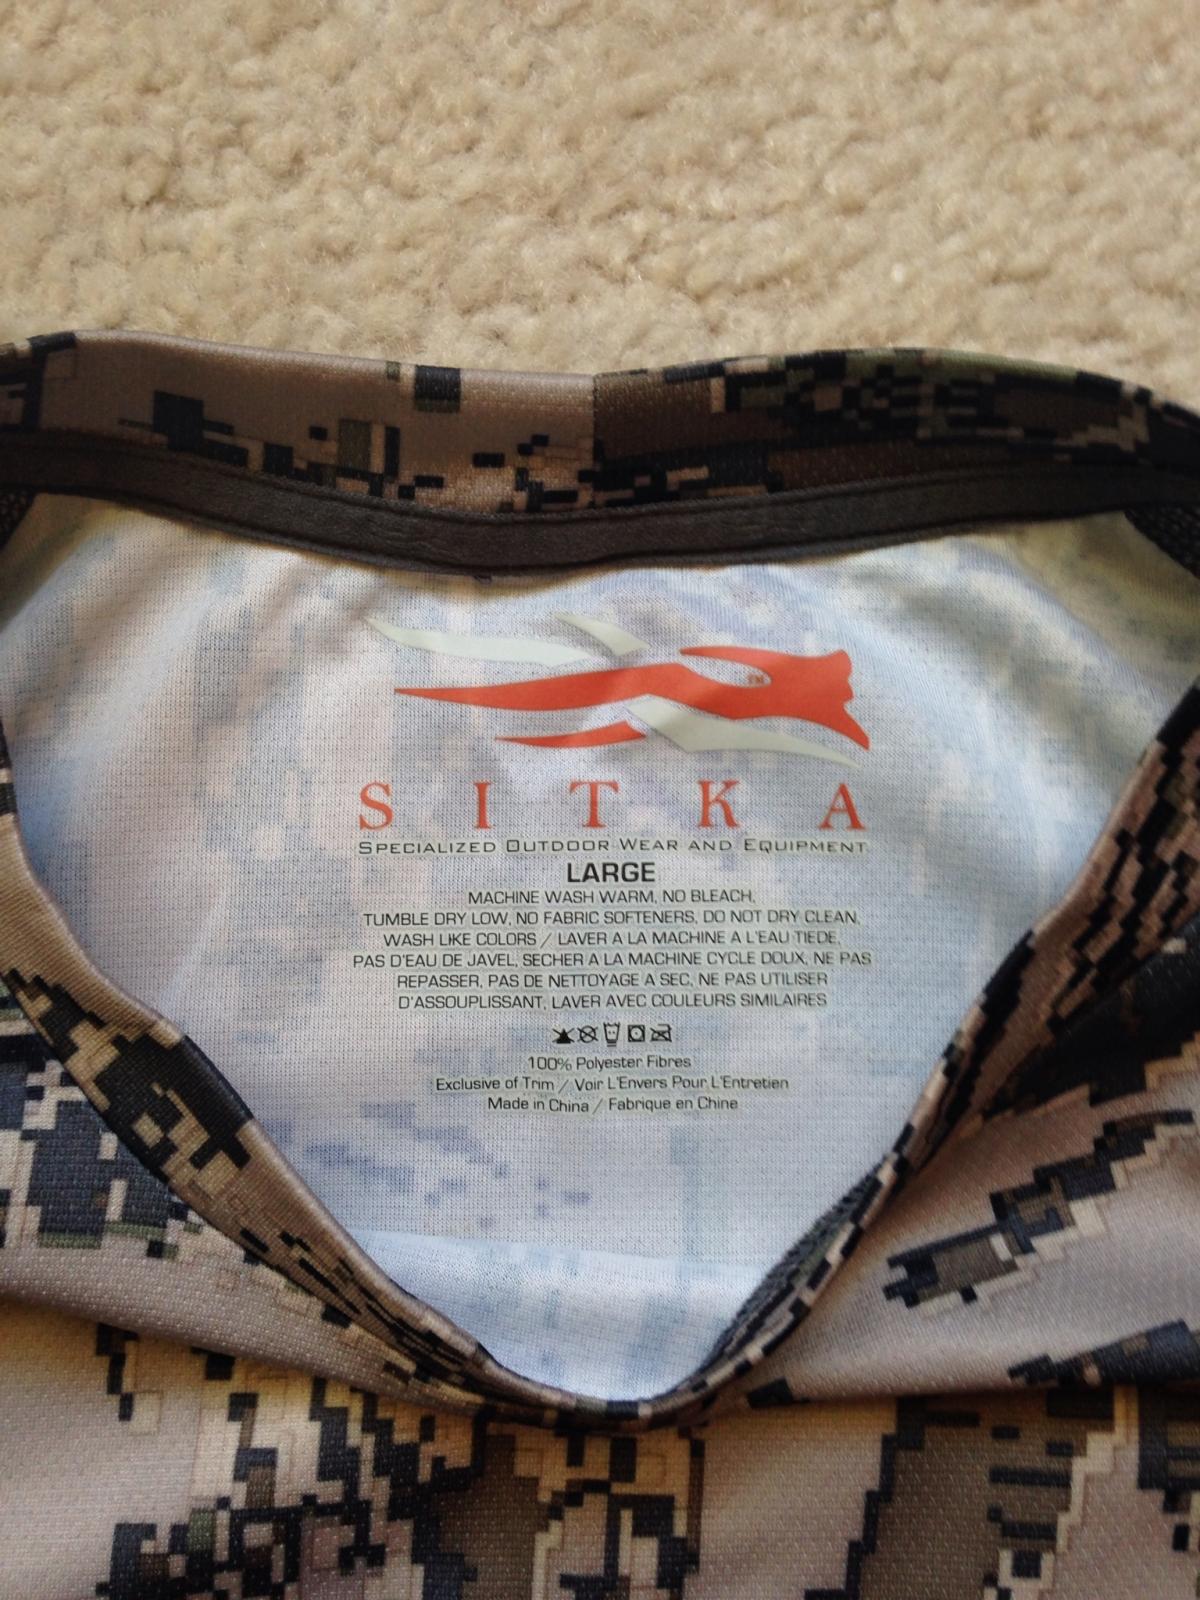 TM
SITKA
SPECIALIZED OUTDOOR WEAR AND EQUIPMENT
LARGE
MACHINE WASH WARM, NO BLEACH,
TUMBLE DRY LOW, NO FABRIC SOFTENERS, DO NOT DRY CLEAN,
WASH LIKE COLORS / LAVER A LA MACHINE A L'EAU TIEDE,
PAS D'EAU DE JAVEL, SECHER A LA MACHINE CYCLE DOUX, NE PAS
REPASSER, PAS DE NETTOYAGE A SEC, NE PAS UTILISER
D'ASSOUPLISSANT, LAVER AVEC COULEURS SIMILAIRES
100% Polyester Fibres
Exclusive of Trim / Voir L'Envers Pour L'Entretien
Made in China / Fabrique en Chine